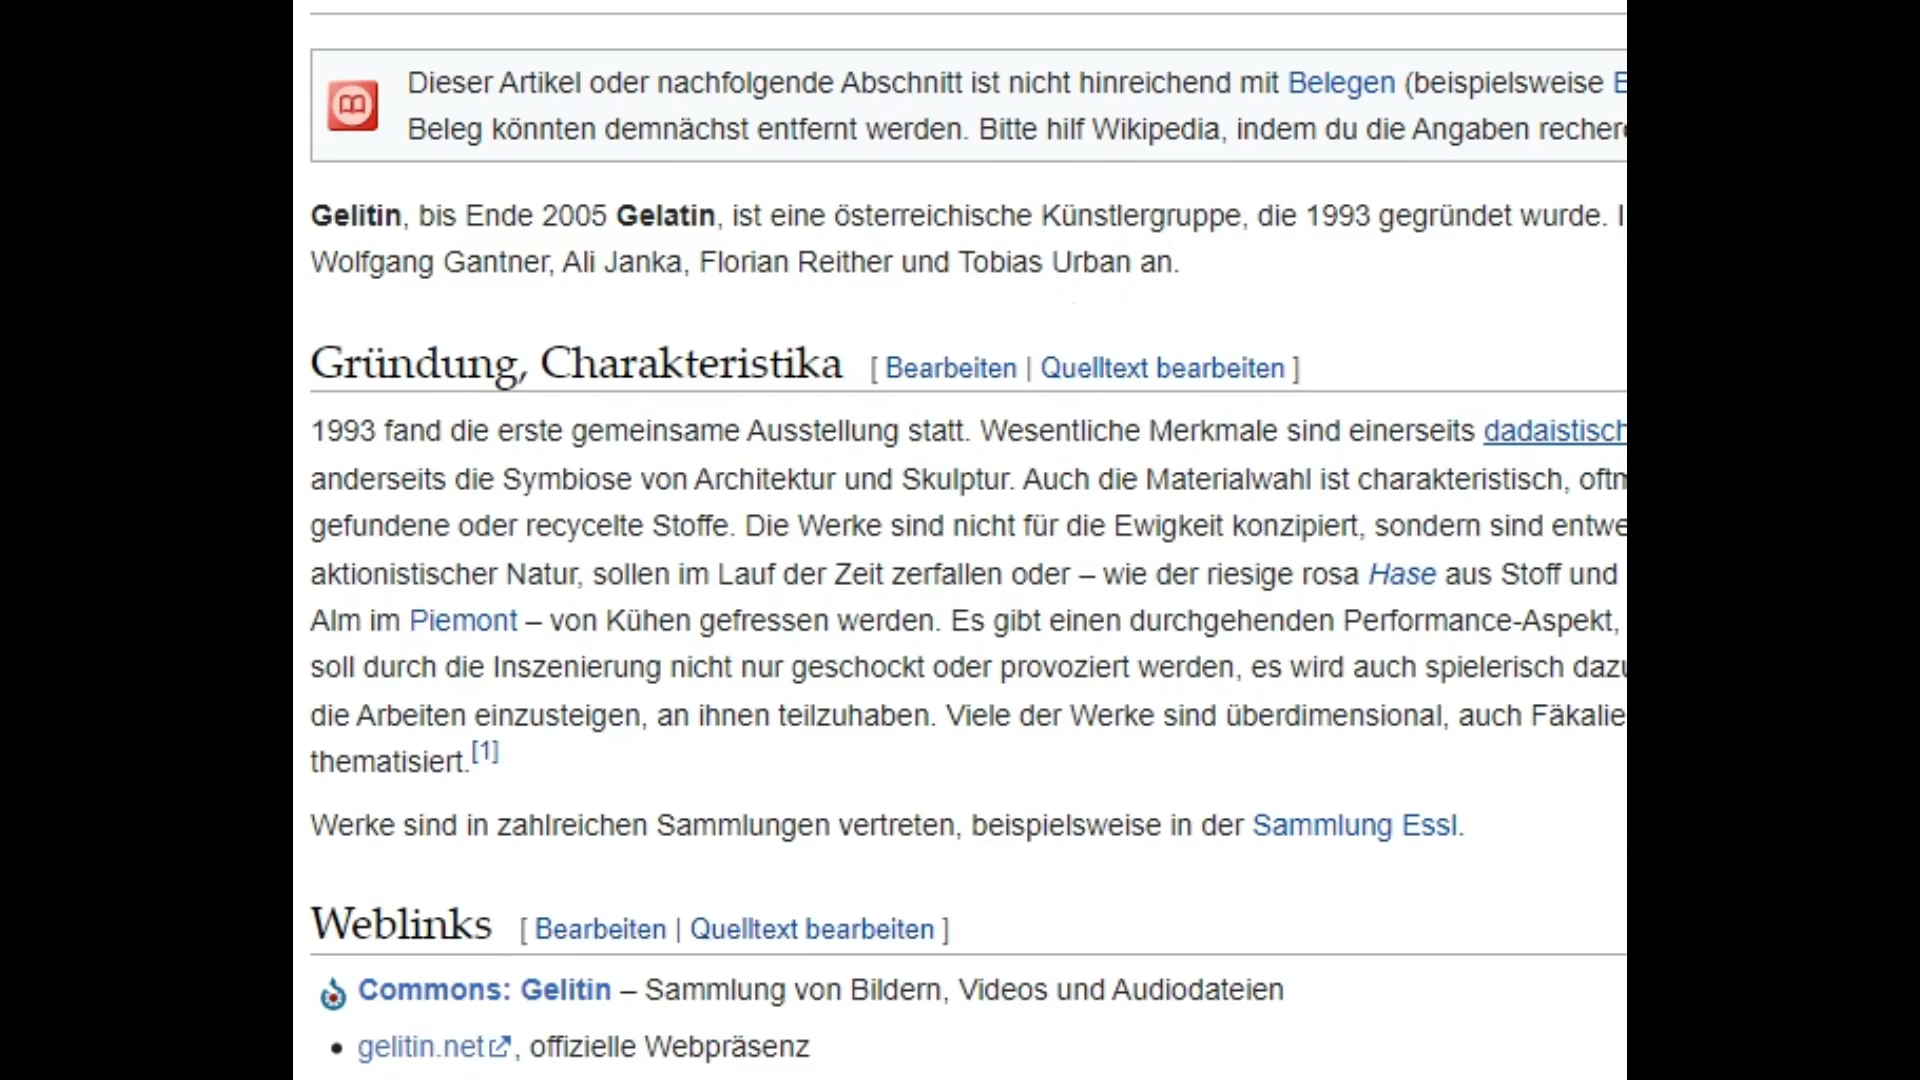 Dieser Artikel oder nachfolgende Abschnitt ist nicht hinreichend mit Belegen (beispielsweise
Beleg könnten demnächst entfernt werden. Bitte hilf Wikipedia, indem du die Angaben
Gelitin, bis Ende 2005 Gelatin, ist eine österreichische Künstlergruppe, die 1993 gegründet wurde.
Wolfgang Gantner, Ali Janka, Florian Reither und Tobias Urban an.
Gründung, Charakteristika [ Bearbeiten | Quelltext bearbeiten ]
1993 fand die erste gemeinsame Ausstellung statt. Wesentliche Merkmale sind einerseits dadaistisch
anderseits die Symbiose von Architektur und Skulptur. Auch die Materialwahl ist charakteristisch,
gefundene oder recycelte Stoffe. Die Werke sind nicht für die Ewigkeit konzipiert, sondern sind
aktionistischer Natur, sollen im Lauf der Zeit zerfallen oder – wie der riesige rosa Hase aus Stoff und
Alm im Piemont – von Kühen gefressen werden. Es gibt einen durchgehenden Performance-Aspekt,
soll durch die Inszenierung nicht nur geschockt oder provoziert werden, es wird auch spielerisch
die Arbeiten einzusteigen, an ihnen teilzuhaben. Viele der Werke sind überdimensional, auch
thematisiert.[1]
Werke sind in zahlreichen Sammlungen vertreten, beispielsweise in der Sammlung Essl.
Weblinks [ Bearbeiten | Quelltext bearbeiten ]
Commons: Gelitin – Sammlung von Bildern, Videos und Audiodateien
• gelitin.net, offizielle Webpräsenz